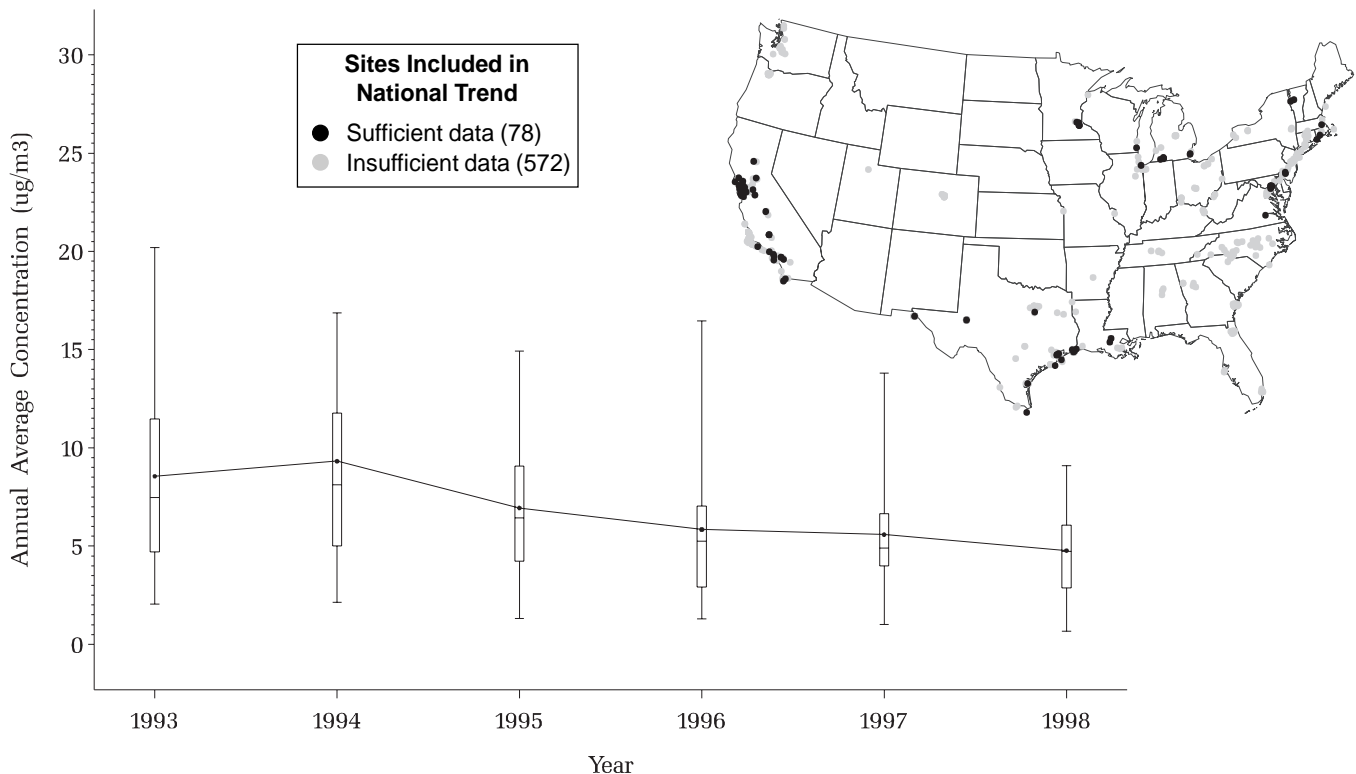 Annual Average Concentration (ug/m3)
30
25
20
15
10
5
0
Sites Included in
National Trend
Sufficient data (78)
Insufficient data (572)
1993 1994 1995 1996 1997 1998
Year